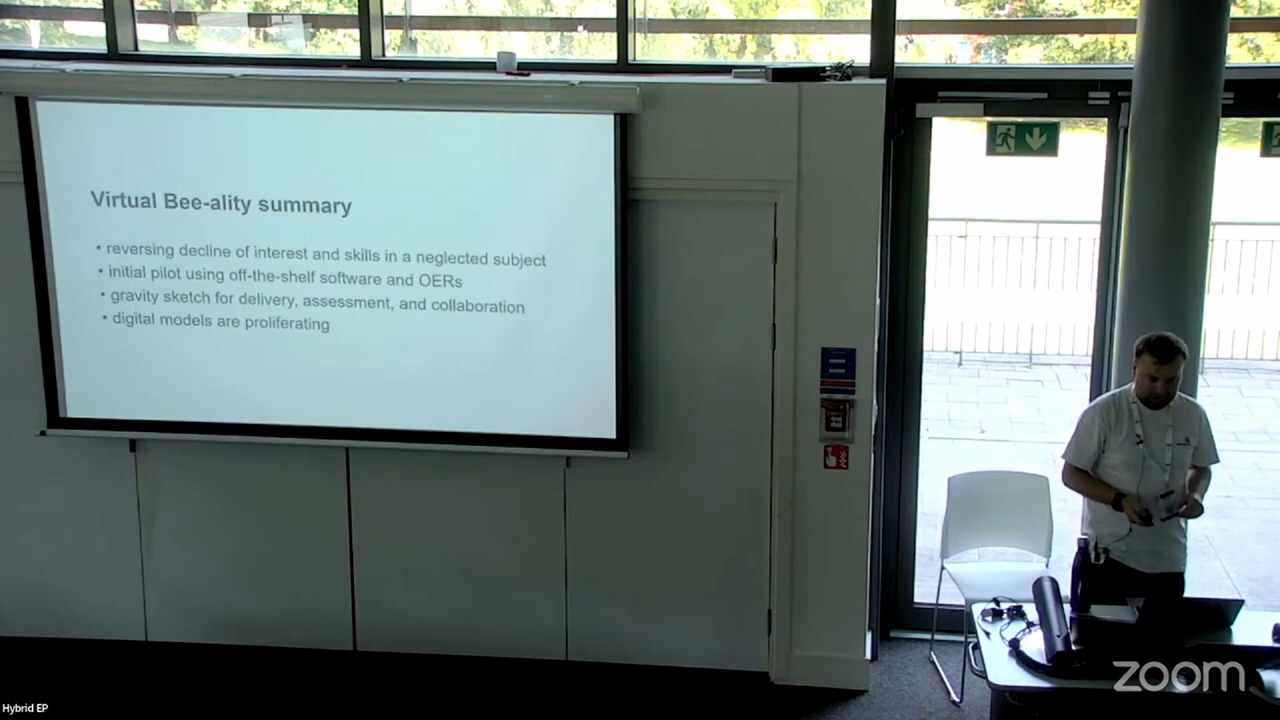 Virtual Bee-ality summary
• reversing decline of interest and skills in a neglected subject
• initial pilot using off-the-shelf software and OERs
• gravity sketch for delivery, assessment, and collaboration
• digital models are proliferating
zoom
Hybrid EP